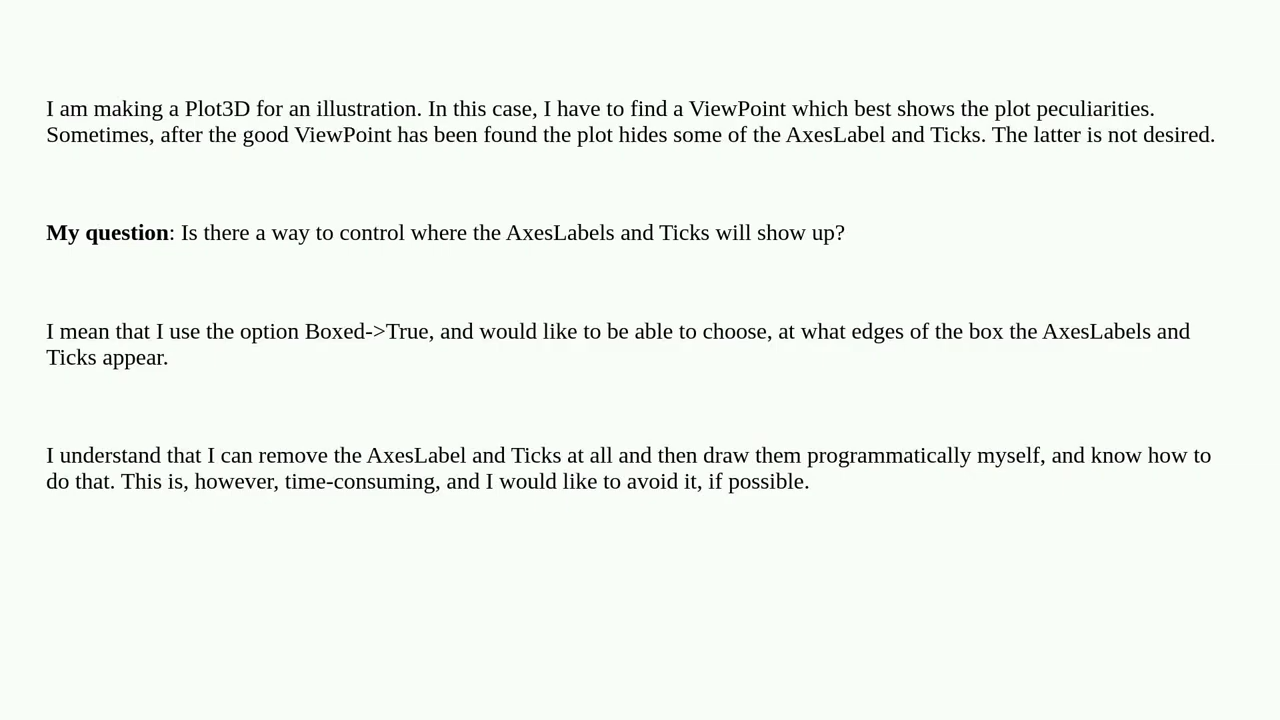 I am making a Plot3D for an illustration. In this case, I have to find a ViewPoint which best shows the plot peculiarities.
Sometimes, after the good ViewPoint has been found the plot hides some of the AxesLabel and Ticks. The latter is not desired.
My question: Is there a way to control where the AxesLabels and Ticks will show up?
I mean that I use the option Boxed->True, and would like to be able to choose, at what edges of the box the AxesLabels and
Ticks appear.
I understand that I can remove the AxesLabel and Ticks at all and then draw them programmatically myself, and know how to
do that. This is, however, time-consuming, and I would like to avoid it, if possible.